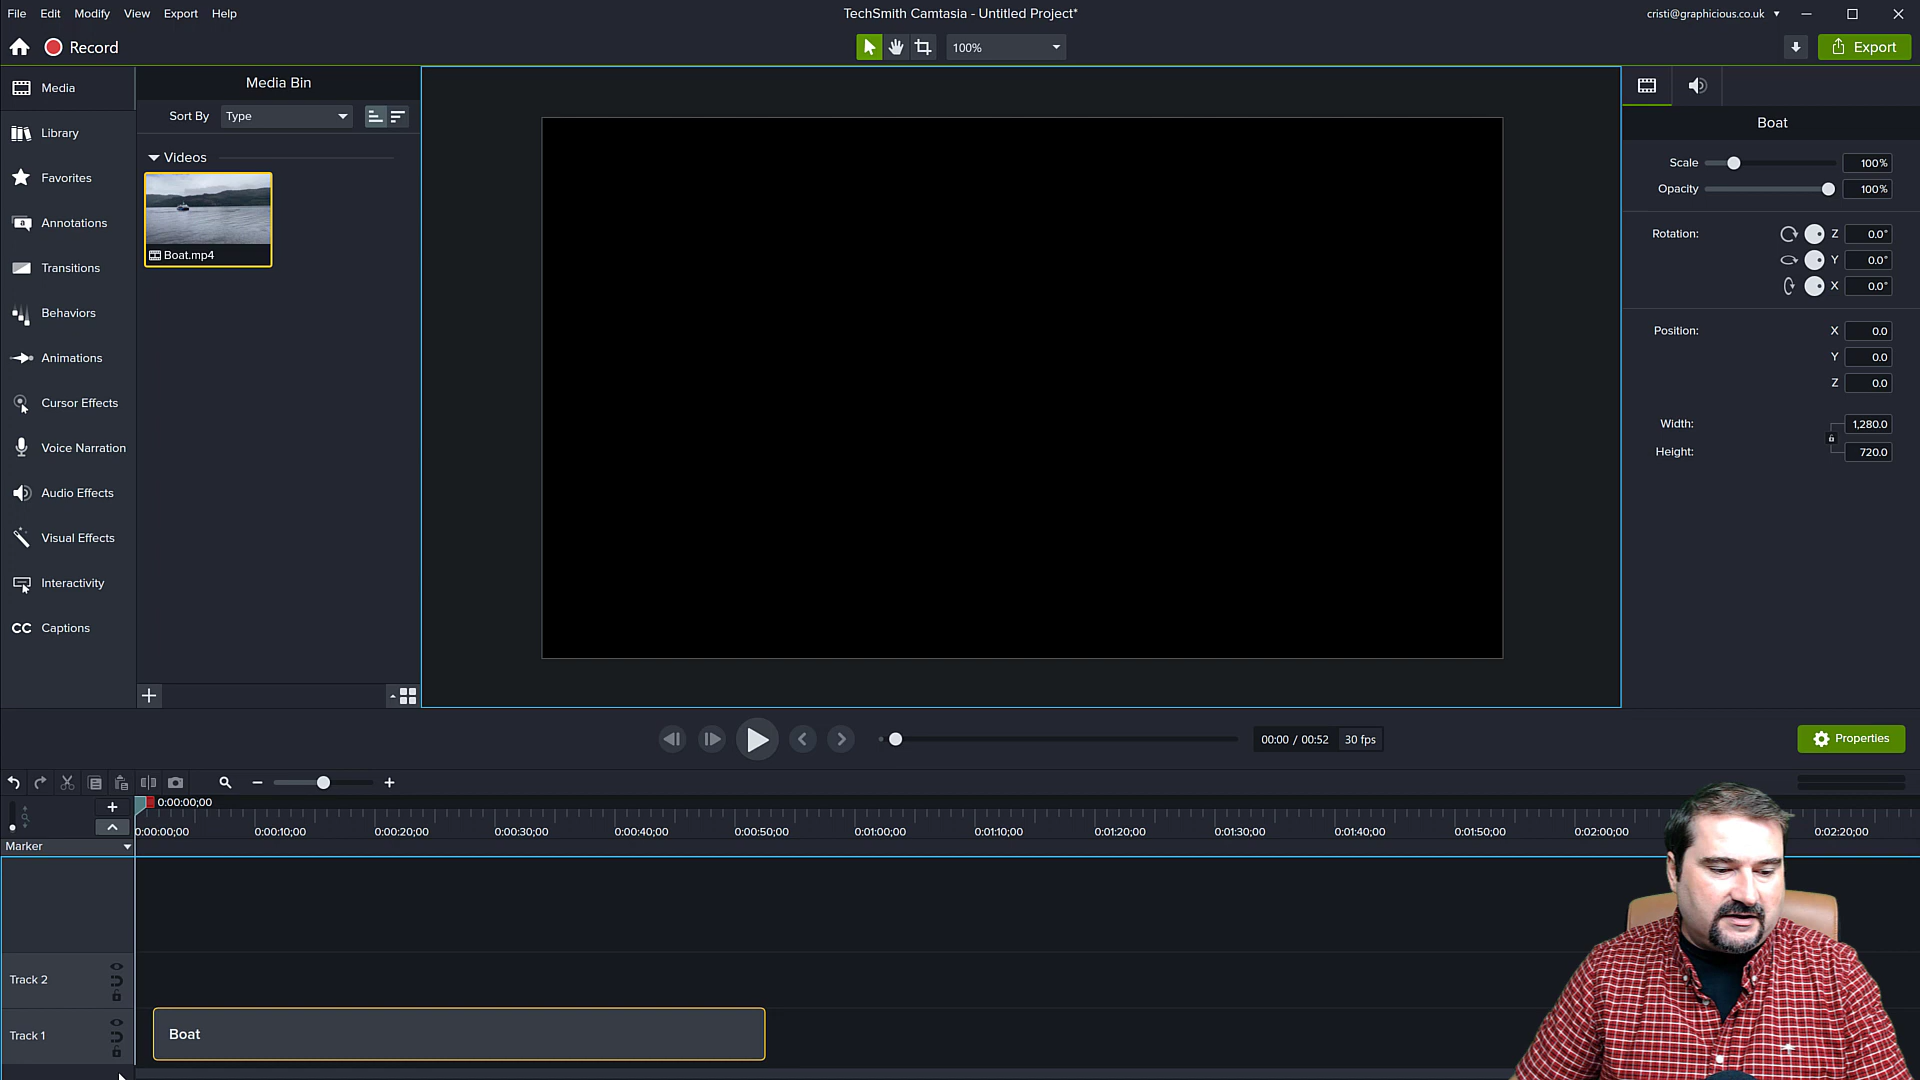 File Edit Modify View Export Help
TechSmith Camtasia - Untitled Project*
cristi@graphicious.co.uk
Record
100%
Export
Media
Library
Favorites
Annotations
Transitions
Behaviors
Animations
Cursor Effects
Voice Narration
Audio Effects
Visual Effects
Interactivity
CC Captions
Media Bin
Sort By Type
Videos
Boat.mp4
Boat
Scale 100%
Opacity 100%
Rotation: Z 0.0°
Y 0.0°
X 0.0°
Position: X 0.0
Y 0.0
Z 0.0
Width: 1,280.0
Height: 720.0
00:00 / 00:52 30 fps
Properties
0:00:00;00
0:00:00;00 0:00:10;00 0:00:20;00 0:00:30;00 0:00:40;00 0:00:50;00 0:01:00;00 0:01:10;00 0:01:20;00 0:01:30;00 0:01:40;00 0:01:50;00 0:02:00;00 0:02:20;00
Marker
Track 2
Track 1
Boat